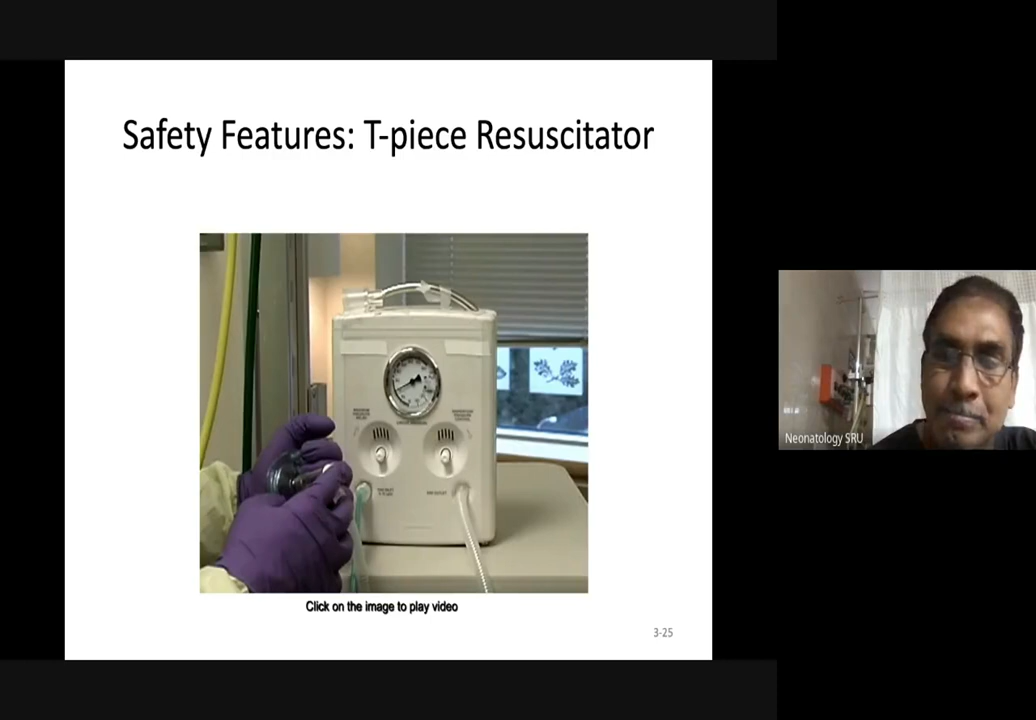 Safety Features: T-piece Resuscitator
Click on the image to play video
3-25
Neonatology SRU